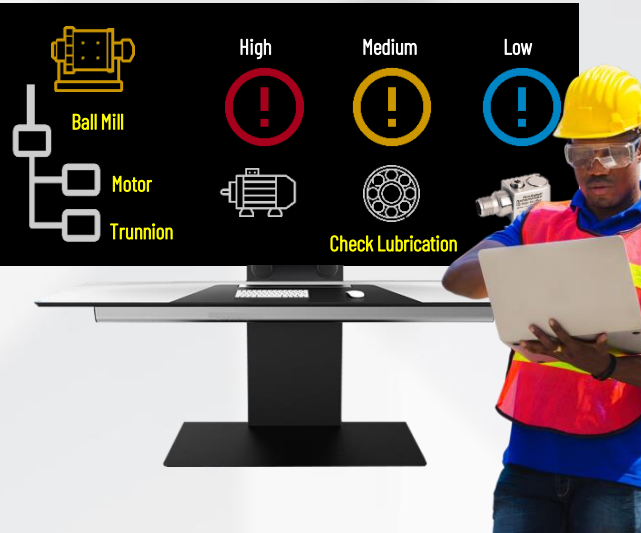 High
Medium
Low
Ball Mill
Motor
Trunnion
Check Lubrication